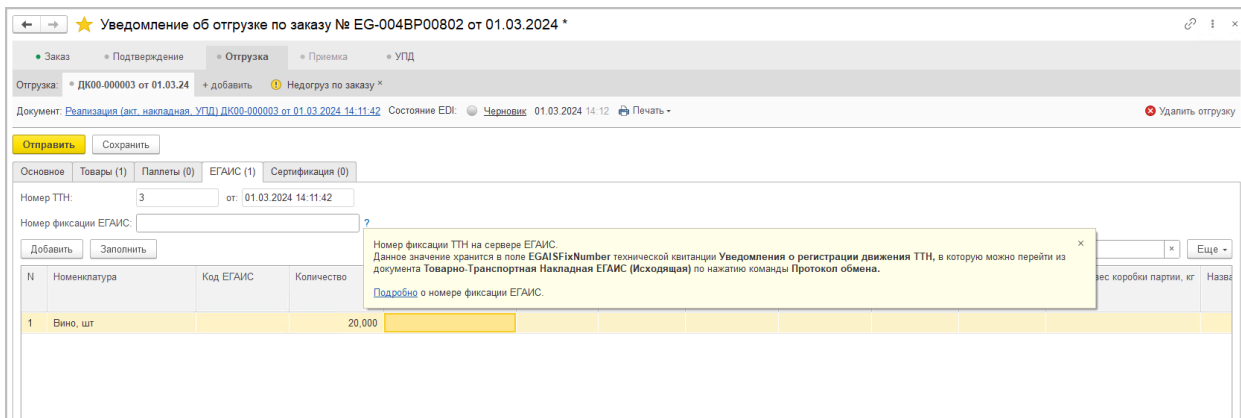 Уведомление об отгрузке по заказу № EG-004BP00802 от 01.03.2024 *
Заказ Подтверждение Отгрузка Приемка УПД
Отгрузка: ДК00-000003 от 01.03.24 + добавить Недогруз по заказу ×
Документ: Реализация (акт, накладная, УПД) ДК00-000003 от 01.03.2024 14:11:42 Состояние EDI: Черновик 01.03.2024 14:12 Печать Удалить отгрузку
Отправить Сохранить
Основное Товары (1) Паллеты (0) ЕГАИС (1) Сертификация (0)
Номер ТТН: 3 от: 01.03.2024 14:11:42
Номер фиксации ЕГАИС: ?
Добавить Заполнить × Еще
Номер фиксации ТТН на сервере ЕГАИС. ×
Данное значение хранится в поле EGAISFixNumber технической квитанции Уведомления о регистрации движения ТТН, в которую можно перейти из
документа Товарно-Транспортная Накладная ЕГАИС (Исходящая) по нажатию команды Протокол обмена.
Подробно о номере фиксации ЕГАИС.
N Номенклатура Код ЕГАИС Количество вес коробки партии, кг Назва
1 Вино, шт 20,000